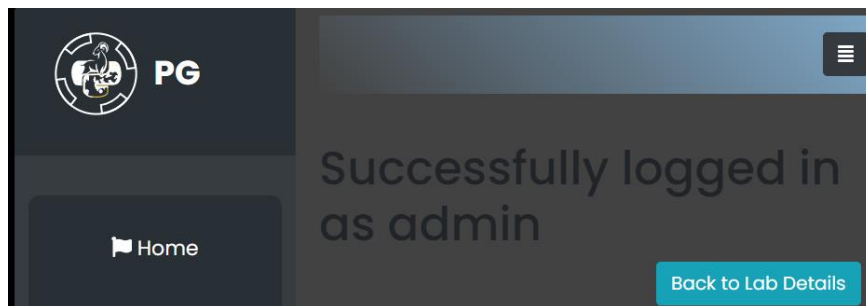 PG
Successfully logged in
as admin
Home
Back to Lab Details